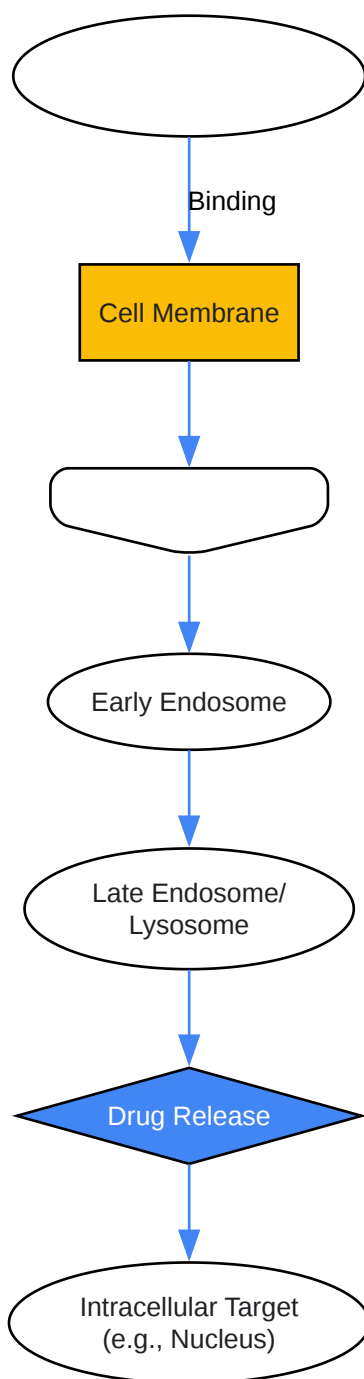 Binding
Cell Membrane
Early Endosome
Late Endosome/
Lysosome
Drug Release
Intracellular Target
(e.g., Nucleus)